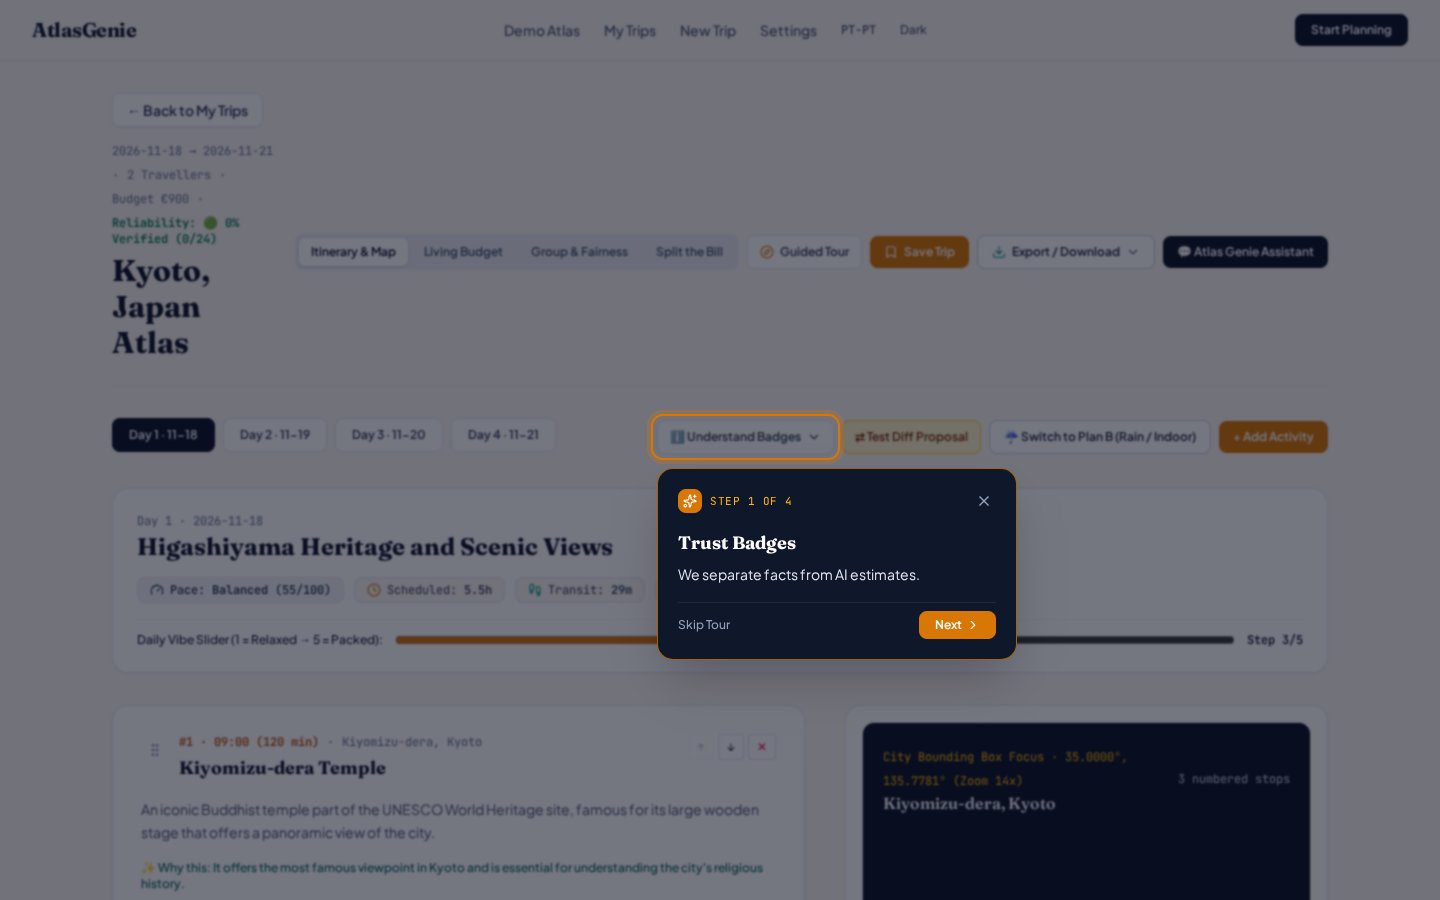 AtlasGenie
Demo Atlas
My Trips
New Trip
Settings
PT-PT
Dark
Start Planning
← Back to My Trips
2026-11-18 → 2026-11-21
· 2 Travellers ·
Budget €900 ·
Reliability: 🟢 0%
Verified (0/24)
Kyoto,
Japan
Atlas
Itinerary & Map
Living Budget
Group & Fairness
Split the Bill
Guided Tour
Save Trip
Export / Download
💬 Atlas Genie Assistant
Day 1 · 11-18
Day 2 · 11-19
Day 3 · 11-20
Day 4 · 11-21
ℹ️ Understand Badges
⇄ Test Diff Proposal
☔ Switch to Plan B (Rain / Indoor)
+ Add Activity
STEP 1 OF 4
Trust Badges
We separate facts from AI estimates.
Skip Tour
Next
Day 1 · 2026-11-18
Higashiyama Heritage and Scenic Views
Pace: Balanced (55/100)
Scheduled: 5.5h
Transit: 29m
Daily Vibe Slider (1 = Relaxed → 5 = Packed):
Step 3/5
#1 · 09:00 (120 min) · Kiyomizu-dera, Kyoto
Kiyomizu-dera Temple
An iconic Buddhist temple part of the UNESCO World Heritage site, famous for its large wooden
stage that offers a panoramic view of the city.
✨ Why this: It offers the most famous viewpoint in Kyoto and is essential for understanding the city's religious
history.
City Bounding Box Focus · 35.0000°,
135.7781° (Zoom 14x)
Kiyomizu-dera, Kyoto
3 numbered stops